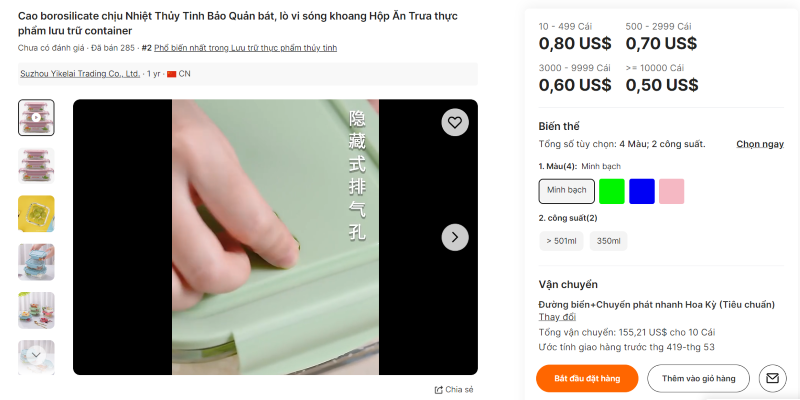 Cao borosilicate chịu Nhiệt Thủy Tinh Bảo Quản bát, lò vi sóng khoang Hộp Ăn Trưa thực
phẩm lưu trữ container
Chưa có đánh giá · Đã bán 285 · #2 Phổ biến nhất trong Lưu trữ thực phẩm thủy tinh
Suzhou Yikelai Trading Co., Ltd. · 1 yr · CN
隐藏式排气孔
Chia sẻ
10 - 499 Cái
500 - 2999 Cái
0,80 US$
0,70 US$
3000 - 9999 Cái
>= 10000 Cái
0,60 US$
0,50 US$
Biến thể
Tổng số tùy chọn: 4 Màu; 2 công suất.
Chọn ngay
1. Màu(4): Minh bạch
Minh bạch
2. công suất(2)
> 501ml
350ml
Vận chuyển
Đường biển+Chuyển phát nhanh Hoa Kỳ (Tiêu chuẩn)
Thay đổi
Tổng vận chuyển: 155,21 US$ cho 10 Cái
Ước tính giao hàng trước thg 419-thg 53
Bắt đầu đặt hàng
Thêm vào giỏ hàng